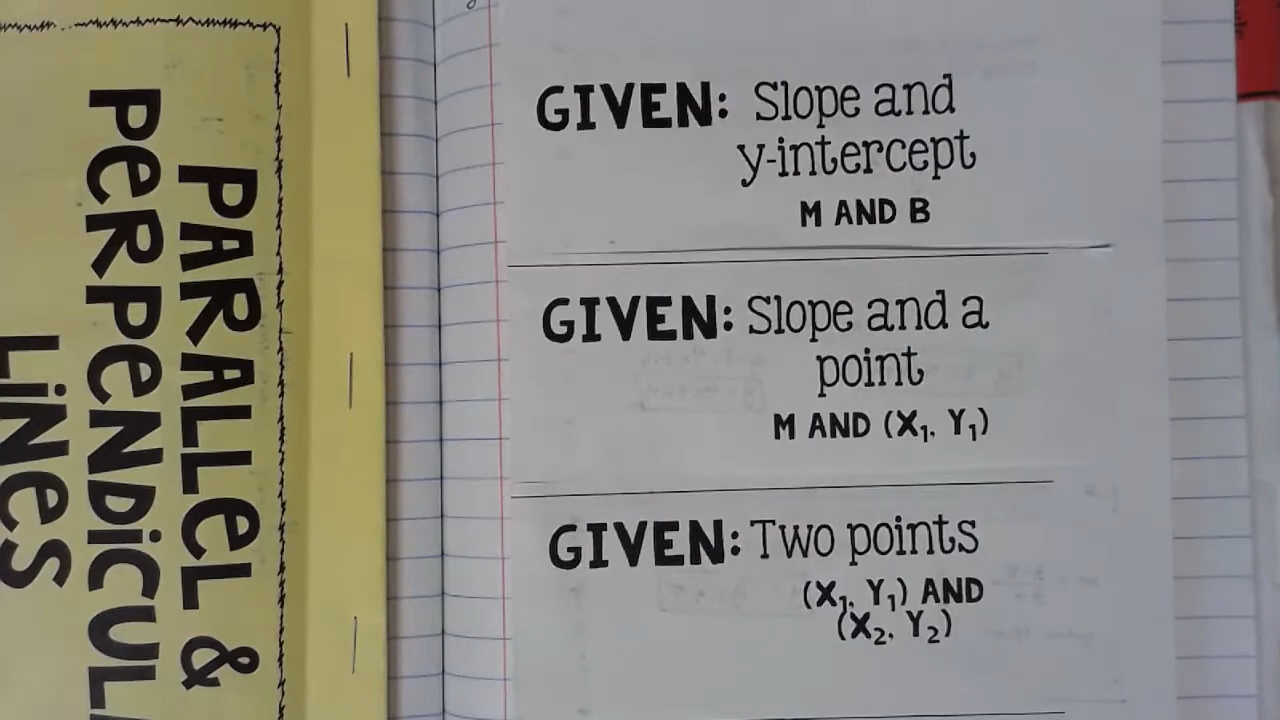 PARALLEL &
PERPENDICUL
LINES
GIVEN: Slope and
y-intercept
M AND B
GIVEN: Slope and a
point
M AND (X₁, Y₁)
GIVEN: Two points
(X₁, Y₁) AND
(X₂, Y₂)